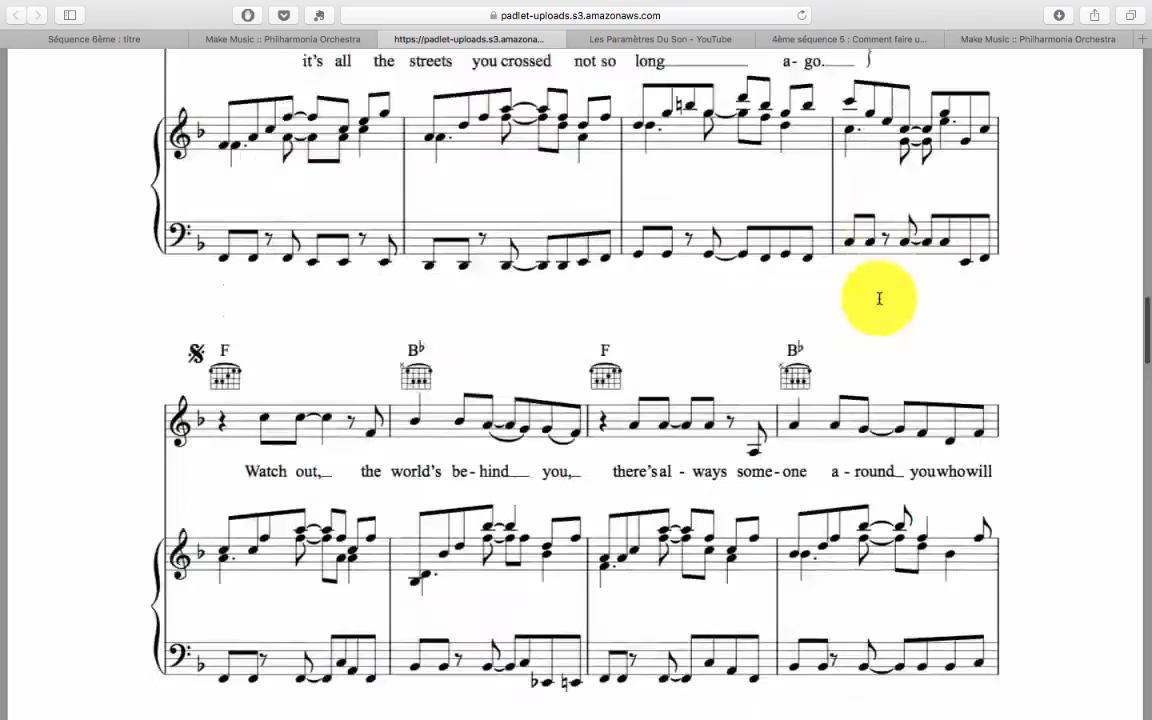 padlet-uploads.s3.amazonaws.com
Séquence 6ème : titre
Make Music :: Philharmonia Orchestra
https://padlet-uploads.s3.amazona...
Les Paramètres Du Son - YouTube
4ème séquence 5 : Comment faire u...
Make Music :: Philharmonia Orchestra
it's all the streets you crossed not so long a- go.
F B♭ F B♭
Watch out, the world's be- hind you, there's al - ways some- one a - round you who will